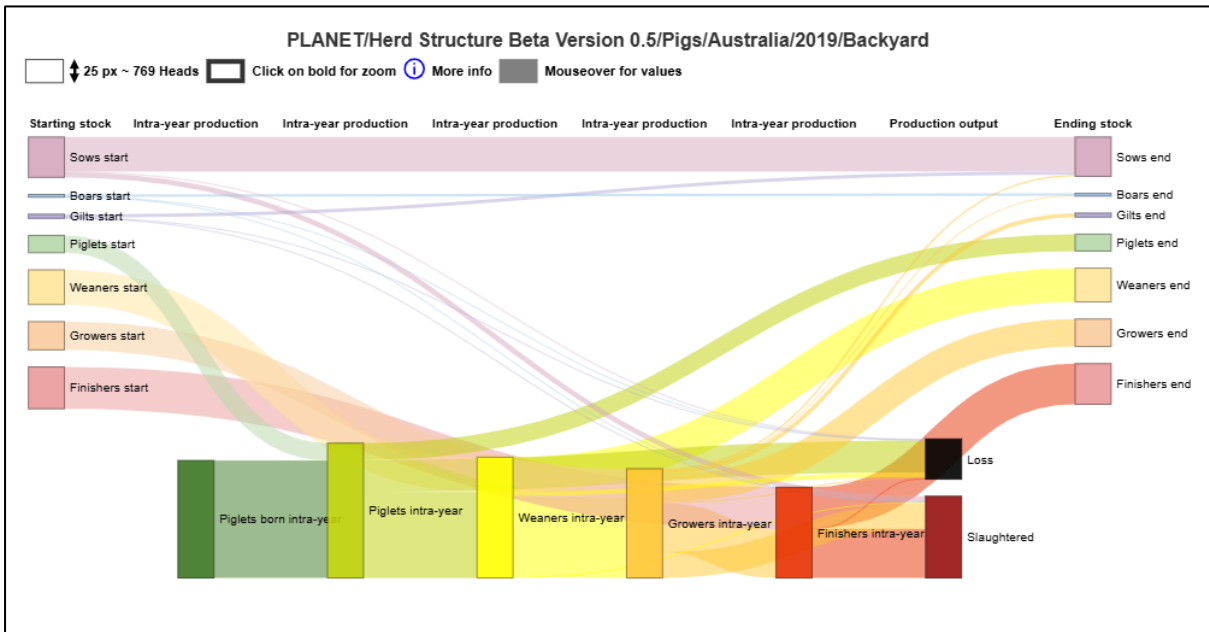 PLANET/Herd Structure Beta Version 0.5/Pigs/Australia/2019/Backyard
25 px ~ 769 Heads Click on bold for zoom i More info Mouseover for values
Starting stock Intra-year production Intra-year production Intra-year production Intra-year production Intra-year production Production output Ending stock
Sows start Sows end
Boars start Boars end
Gilts start Gilts end
Piglets start Piglets end
Weaners start Weaners end
Growers start Growers end
Finishers start Finishers end
Loss
Piglets born intra-year Piglets intra-year Weaners intra-year Growers intra-year Finishers intra-year Slaughtered